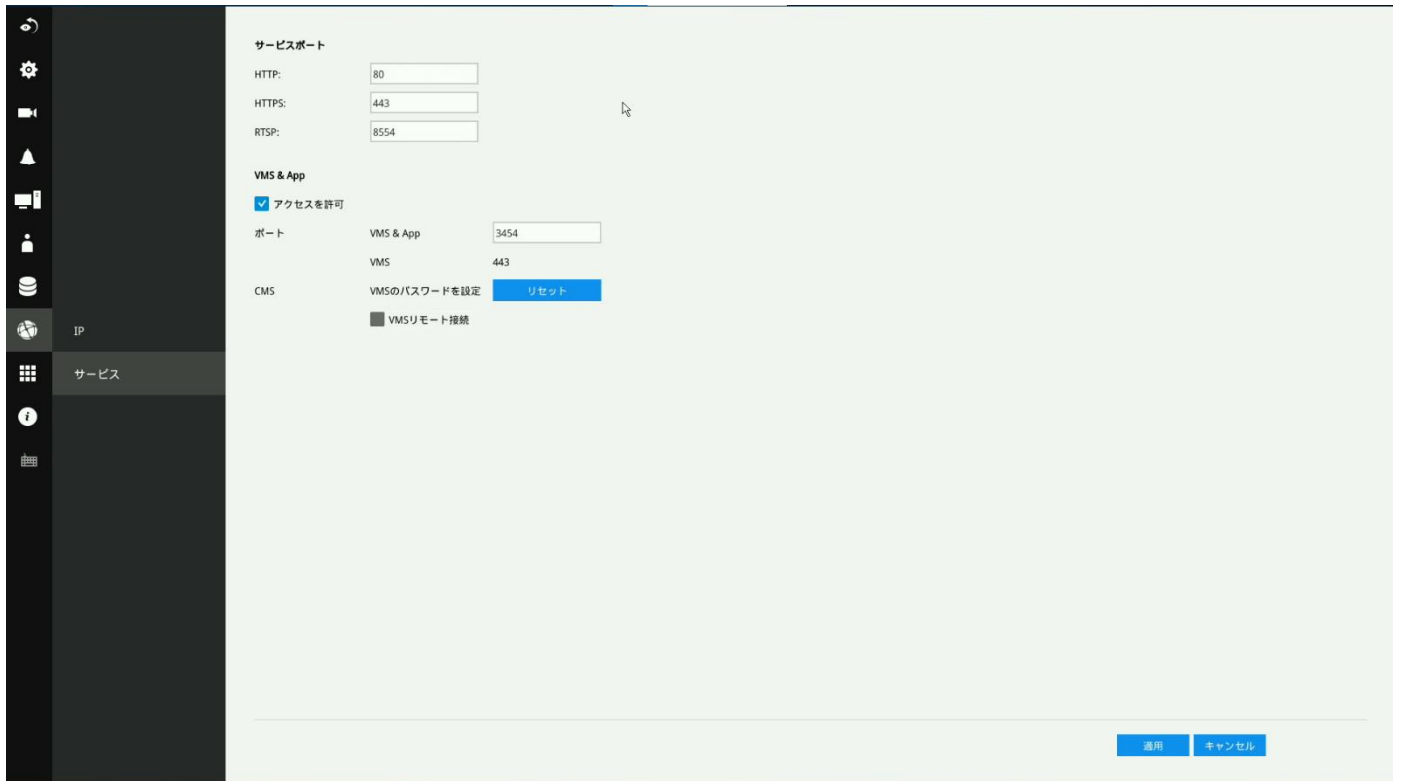 サービスポート
HTTP: 80
HTTPS: 443
RTSP: 8554
VMS & App
アクセスを許可
ポート VMS & App 3454
VMS 443
CMS VMSのパスワードを設定 リセット
VMSリモート接続
IP
サービス
適用 キャンセル